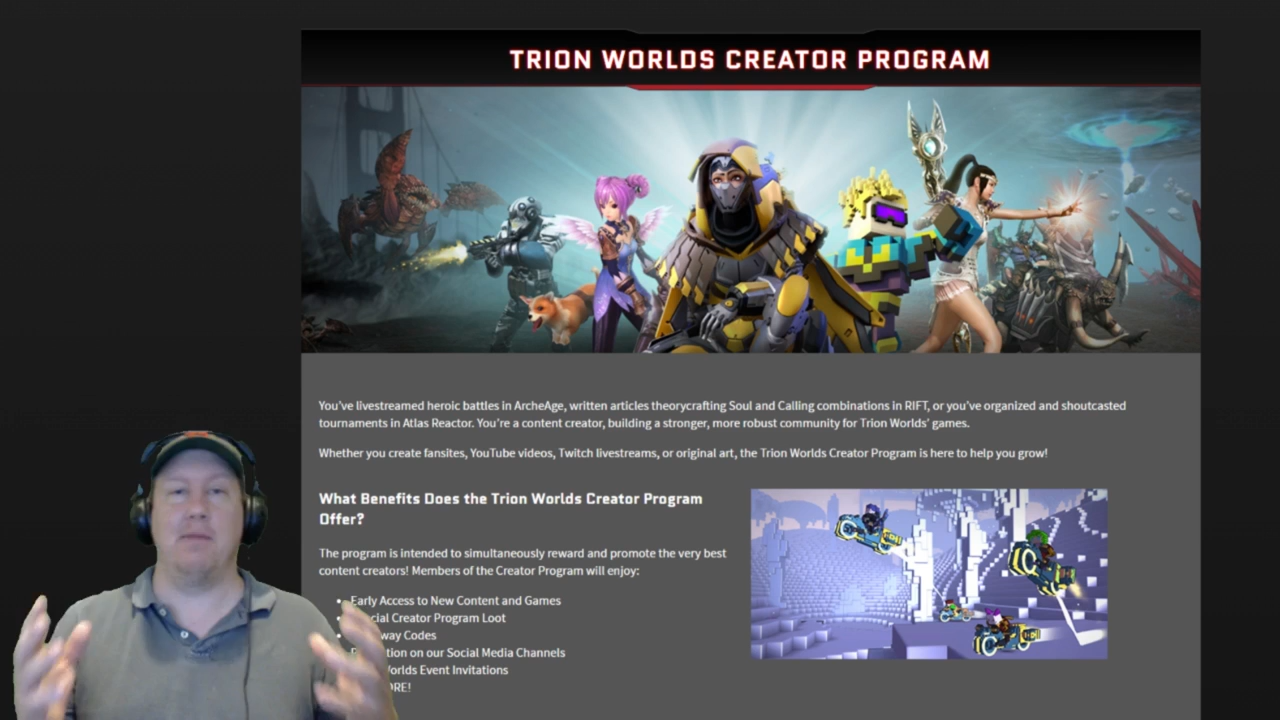 TRION WORLDS CREATOR PROGRAM
You've livestreamed heroic battles in ArcheAge, written articles theorycrafting Soul and Calling combinations in RIFT, or you've organized and shoutcasted
tournaments in Atlas Reactor. You're a content creator, building a stronger, more robust community for Trion Worlds' games.
Whether you create fansites, YouTube videos, Twitch livestreams, or original art, the Trion Worlds Creator Program is here to help you grow!
What Benefits Does the Trion Worlds Creator Program
Offer?
The program is intended to simultaneously reward and promote the very best
content creators! Members of the Creator Program will enjoy:
Early Access to New Content and Games
Creator Program Loot
Codes
on our Social Media Channels
Event Invitations